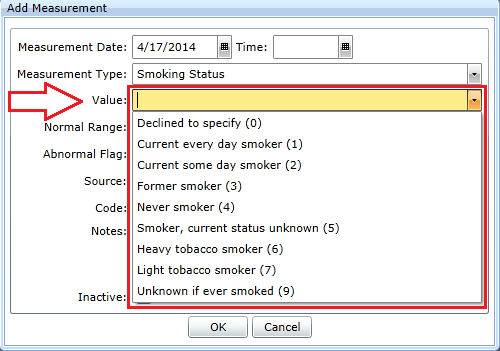 Add Measurement
Measurement Date: 4/17/2014 Time:
Measurement Type: Smoking Status
Value:
Normal Range:
Abnormal Flag:
Source:
Code:
Notes:
Inactive:
Declined to specify (0)
Current every day smoker (1)
Current some day smoker (2)
Former smoker (3)
Never smoker (4)
Smoker, current status unknown (5)
Heavy tobacco smoker (6)
Light tobacco smoker (7)
Unknown if ever smoked (9)
OK Cancel